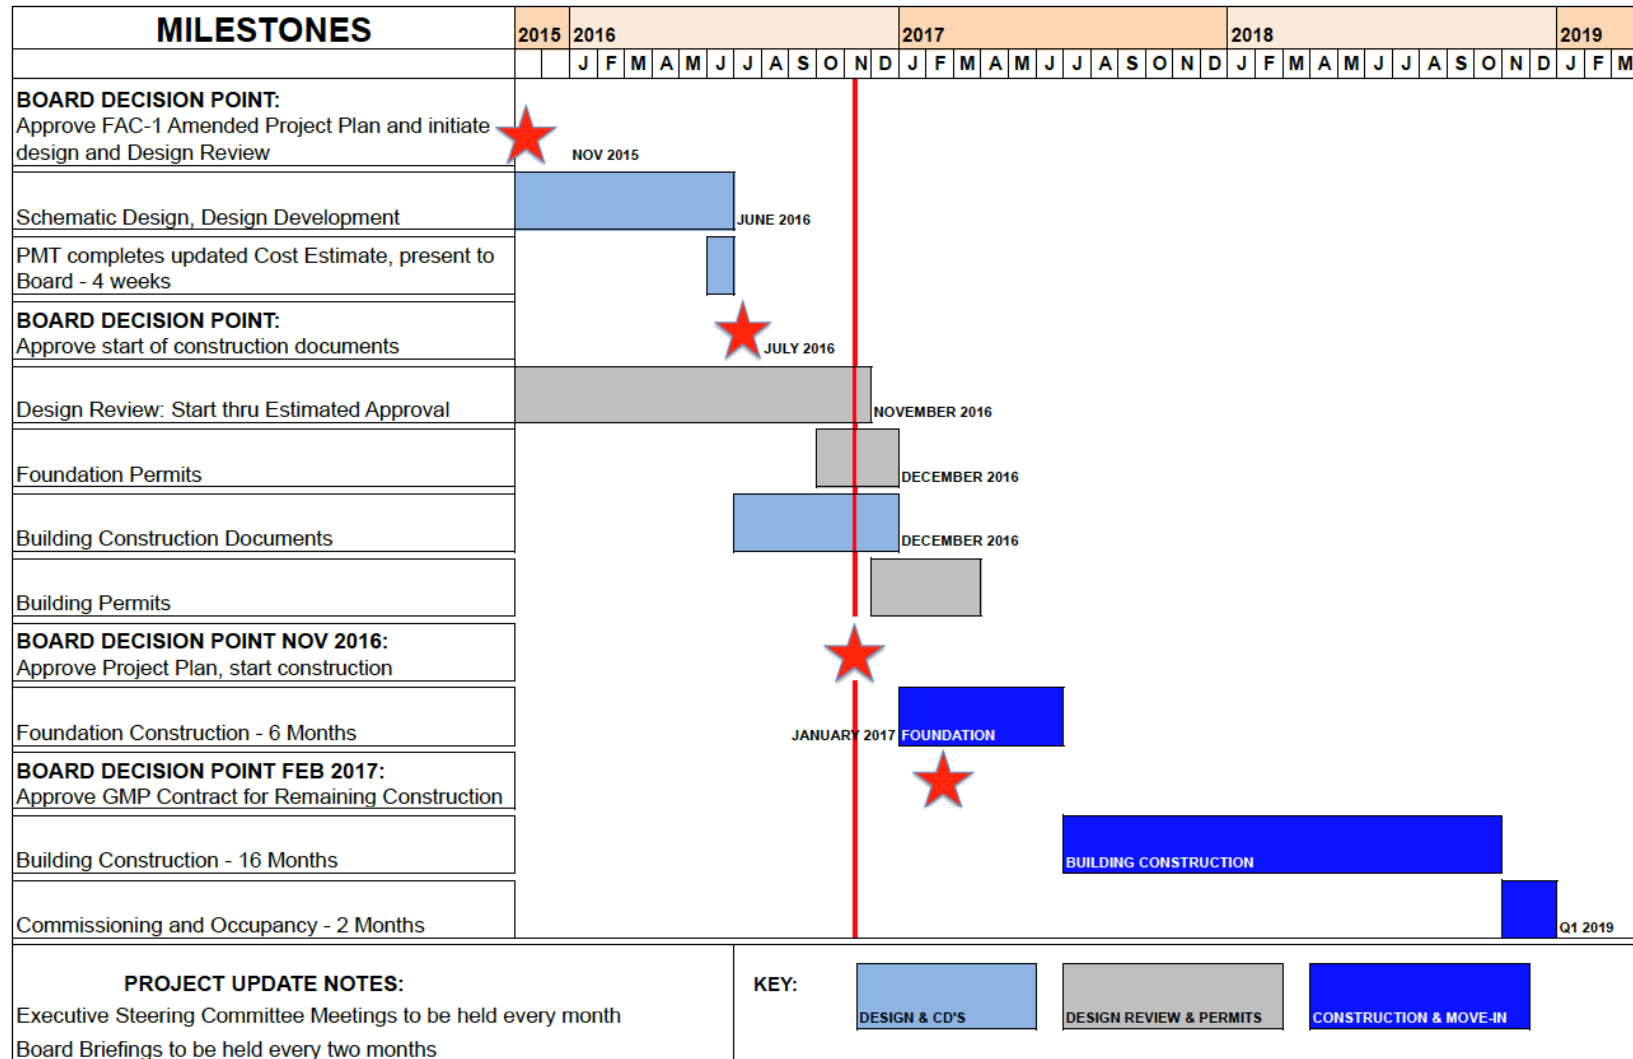 MILESTONES
2015 2016 2017 2018 2019
J F M A M J J A S O N D J F M A M J J A S O N D J F M A M J J A S O N D J F M
BOARD DECISION POINT:
Approve FAC-1 Amended Project Plan and initiate
design and Design Review
NOV 2015
Schematic Design, Design Development
JUNE 2016
PMT completes updated Cost Estimate, present to
Board - 4 weeks
BOARD DECISION POINT:
Approve start of construction documents
JULY 2016
Design Review: Start thru Estimated Approval
NOVEMBER 2016
Foundation Permits
DECEMBER 2016
Building Construction Documents
DECEMBER 2016
Building Permits
BOARD DECISION POINT NOV 2016:
Approve Project Plan, start construction
Foundation Construction - 6 Months
JANUARY 2017 FOUNDATION
BOARD DECISION POINT FEB 2017:
Approve GMP Contract for Remaining Construction
Building Construction - 16 Months
BUILDING CONSTRUCTION
Commissioning and Occupancy - 2 Months
Q1 2019
PROJECT UPDATE NOTES:
Executive Steering Committee Meetings to be held every month
Board Briefings to be held every two months
KEY:
DESIGN & CD'S
DESIGN REVIEW & PERMITS
CONSTRUCTION & MOVE-IN